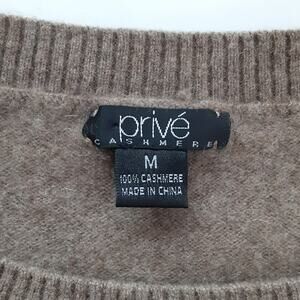 privé
CASHMERE
M
100% CASHMERE
MADE IN CHINA